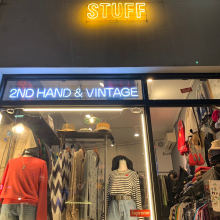 STUFF
2ND HAND & VINTAGE